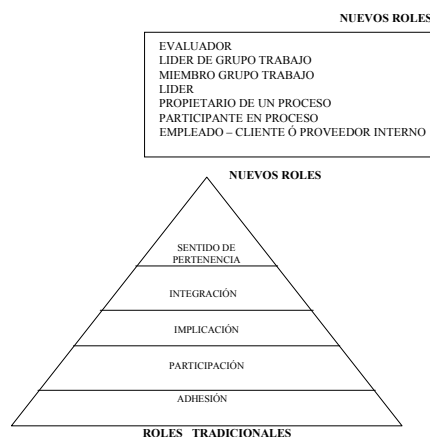 NUEVOS ROLES
EVALUADOR
LIDER DE GRUPO TRABAJO
MIEMBRO GRUPO TRABAJO
LIDER
PROPIETARIO DE UN PROCESO
PARTICIPANTE EN PROCESO
EMPLEADO – CLIENTE Ó PROVEEDOR INTERNO
NUEVOS ROLES
SENTIDO DE
PERTENENCIA
INTEGRACIÓN
IMPLICACIÓN
PARTICIPACIÓN
ADHESIÓN
ROLES TRADICIONALES